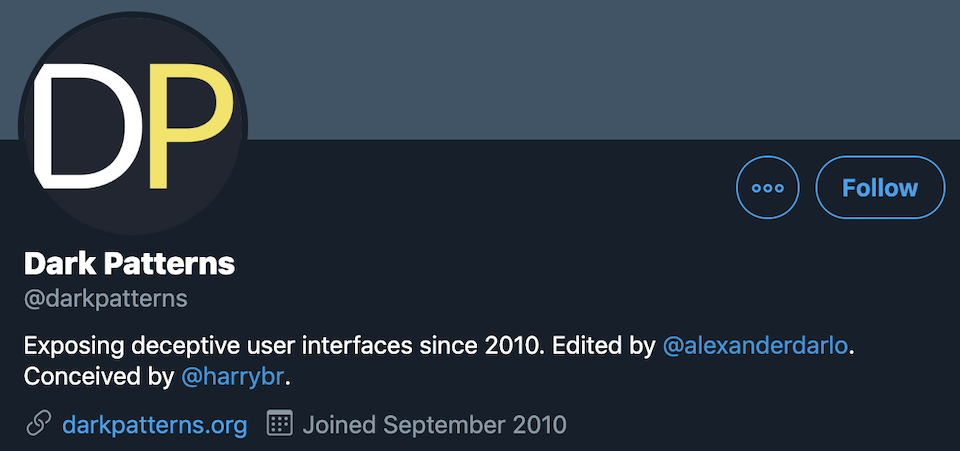 DP
Follow
Dark Patterns
@darkpatterns
Exposing deceptive user interfaces since 2010. Edited by @alexanderdarlo.
Conceived by @harrybr.
darkpatterns.org Joined September 2010